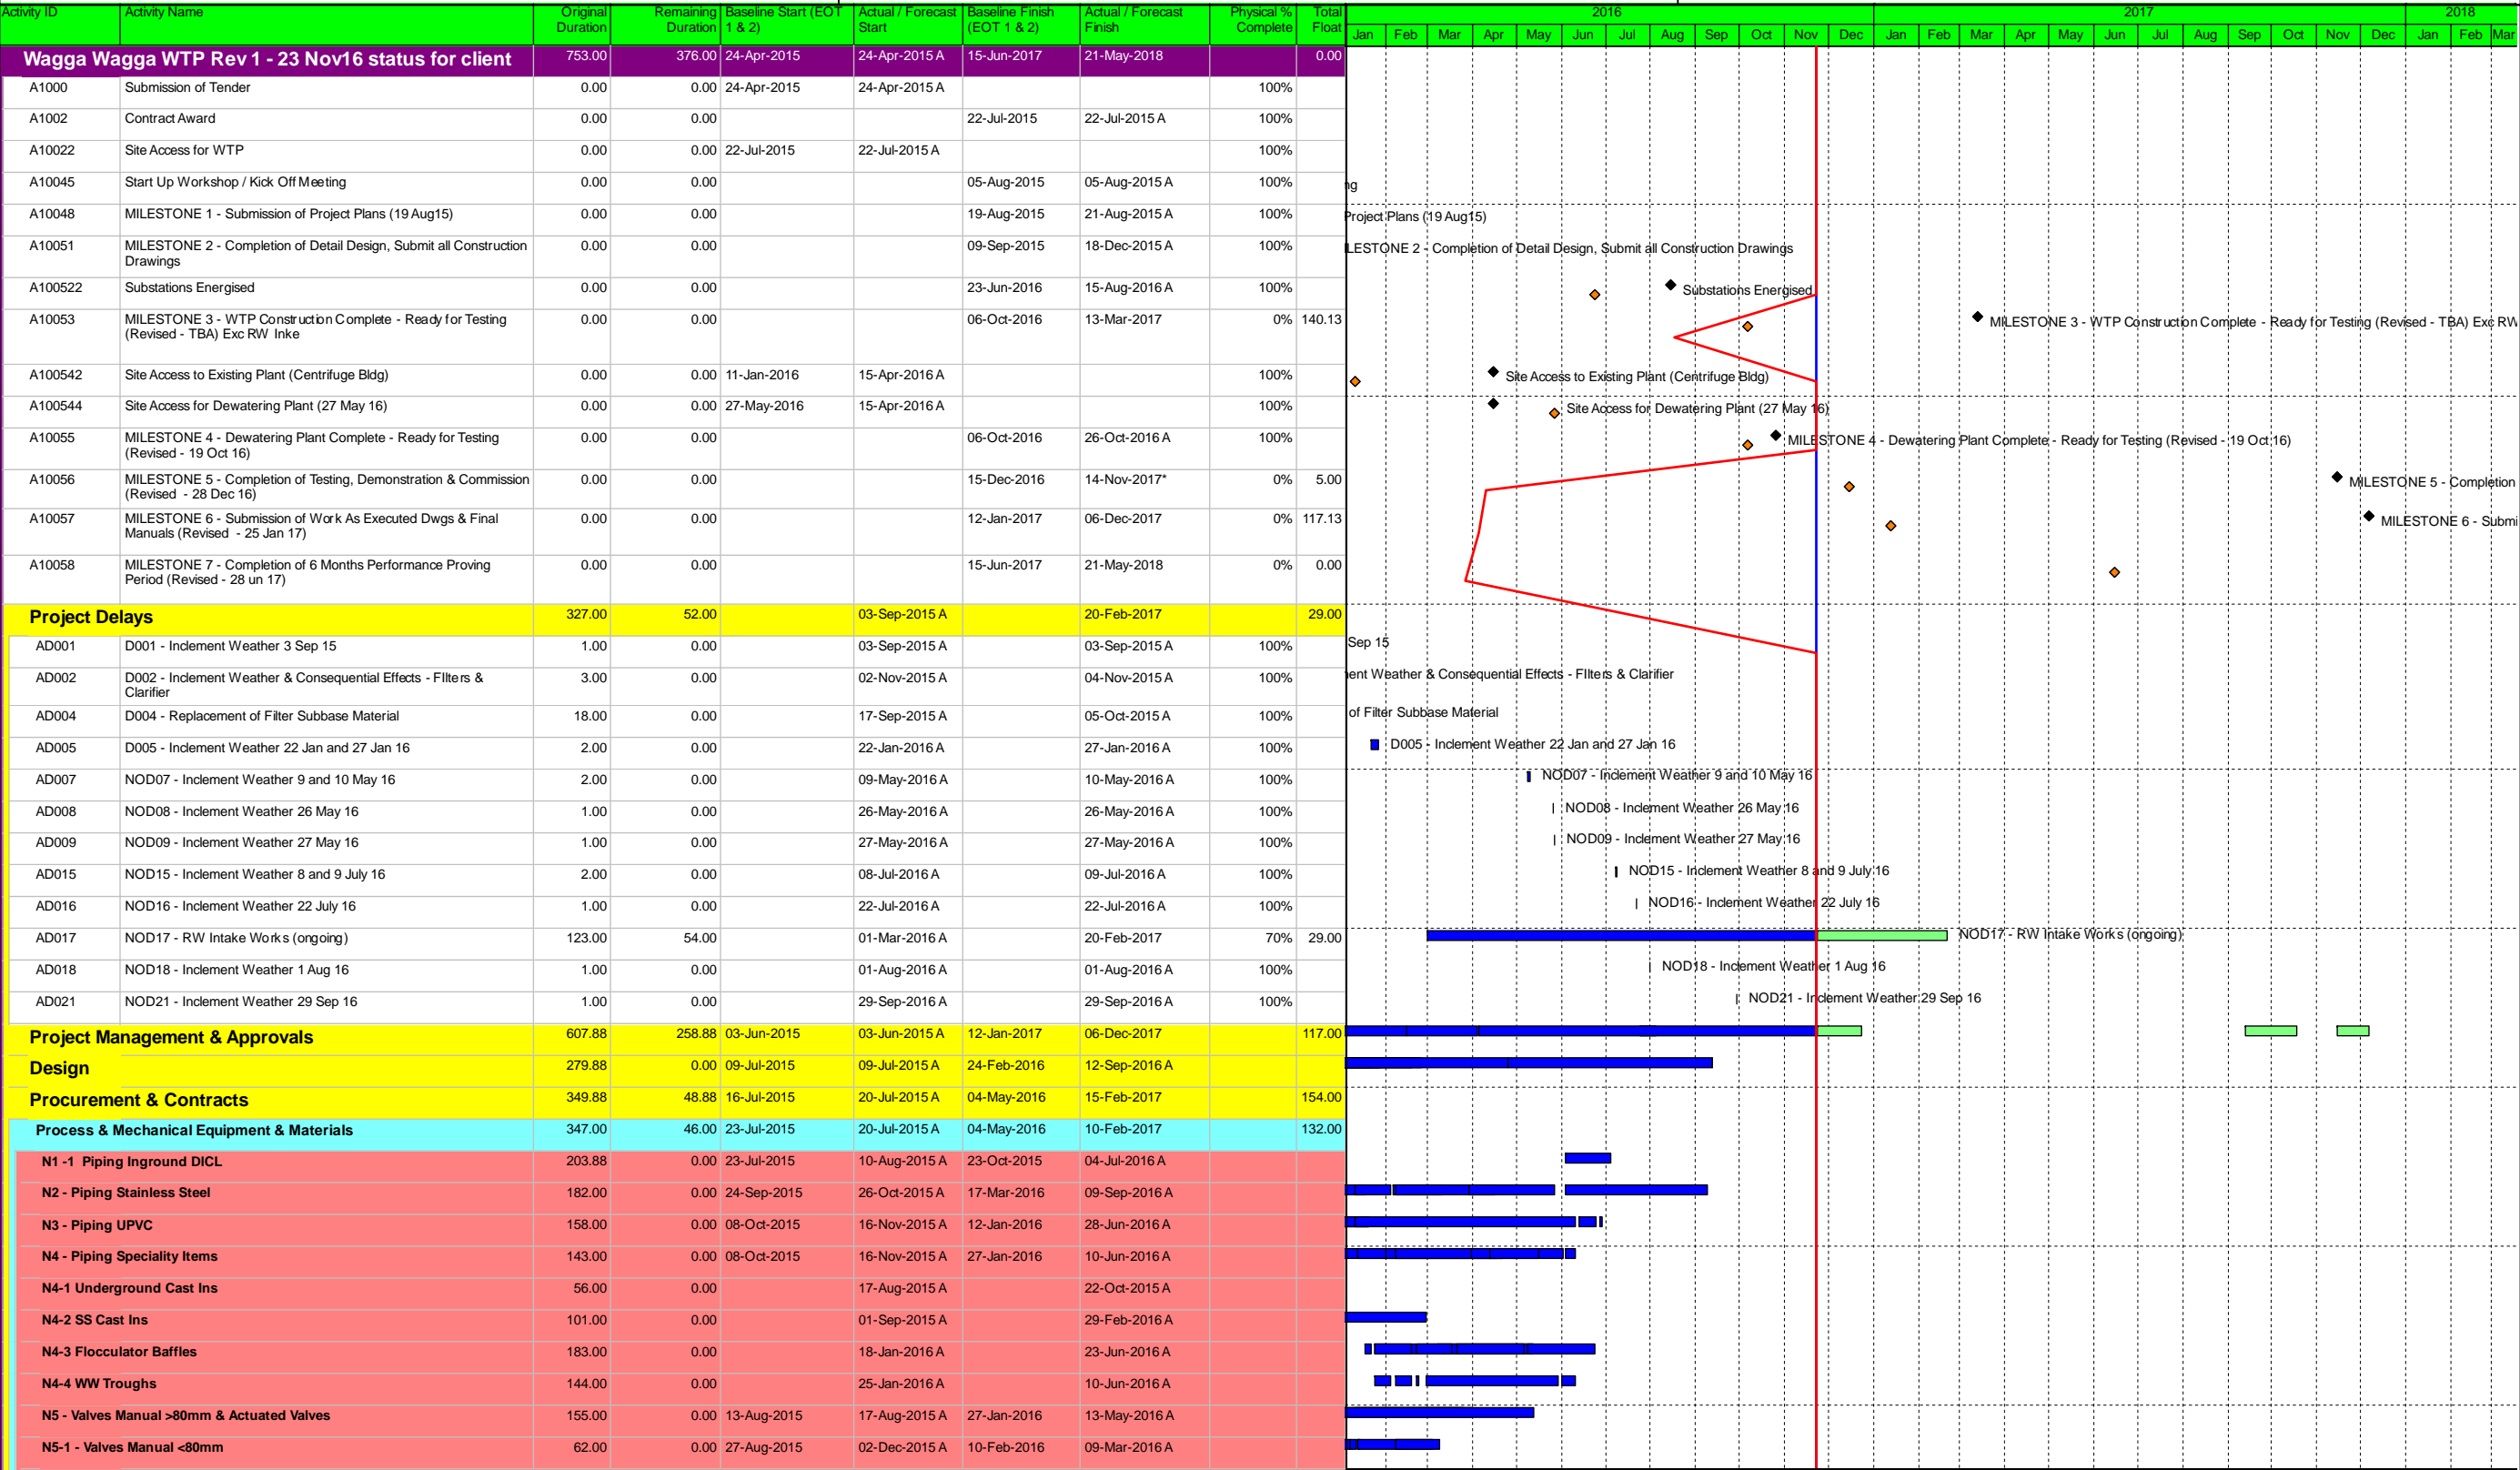 Activity ID Activity Name Original Duration Remaining Duration Baseline Start (EOT 1 & 2) Actual / Forecast Start Baseline Finish (EOT 1 & 2) Actual / Forecast Finish Physical % Complete Total Float 2016 2017 2018
Jan Feb Mar Apr May Jun Jul Aug Sep Oct Nov Dec Jan Feb Mar Apr May Jun Jul Aug Sep Oct Nov Dec Jan Feb Mar
Wagga Wagga WTP Rev 1 - 23 Nov16 status for client 753.00 376.00 24-Apr-2015 24-Apr-2015 A 15-Jun-2017 21-May-2018 0.00
A1000 Submission of Tender 0.00 0.00 24-Apr-2015 24-Apr-2015 A 100%
A1002 Contract Award 0.00 0.00 22-Jul-2015 22-Jul-2015 A 100%
A10022 Site Access for WTP 0.00 0.00 22-Jul-2015 22-Jul-2015 A 100%
A10045 Start Up Workshop / Kick Off Meeting 0.00 0.00 05-Aug-2015 05-Aug-2015 A 100% ng
A10048 MILESTONE 1 - Submission of Project Plans (19 Aug15) 0.00 0.00 19-Aug-2015 21-Aug-2015 A 100% Project Plans (19 Aug15)
A10051 MILESTONE 2 - Completion of Detail Design, Submit all Construction Drawings 0.00 0.00 09-Sep-2015 18-Dec-2015 A 100% LESTONE 2 - Completion of Detail Design, Submit all Construction Drawings
A100522 Substations Energised 0.00 0.00 23-Jun-2016 15-Aug-2016 A 100% Substations Energised
A10053 MILESTONE 3 - WTP Construction Complete - Ready for Testing (Revised - TBA) Exc RW Inke 0.00 0.00 06-Oct-2016 13-Mar-2017 0% 140.13 MILESTONE 3 - WTP Construction Complete - Ready for Testing (Revised - TBA) Exc RW
A100542 Site Access to Existing Plant (Centrifuge Bldg) 0.00 0.00 11-Jan-2016 15-Apr-2016 A 100% Site Access to Existing Plant (Centrifuge Bldg)
A100544 Site Access for Dewatering Plant (27 May 16) 0.00 0.00 27-May-2016 15-Apr-2016 A 100% Site Access for Dewatering Plant (27 May 16)
A10055 MILESTONE 4 - Dewatering Plant Complete - Ready for Testing (Revised - 19 Oct 16) 0.00 0.00 06-Oct-2016 26-Oct-2016 A 100% MILESTONE 4 - Dewatering Plant Complete - Ready for Testing (Revised - 19 Oct 16)
A10056 MILESTONE 5 - Completion of Testing, Demonstration & Commission (Revised - 28 Dec 16) 0.00 0.00 15-Dec-2016 14-Nov-2017* 0% 5.00 MILESTONE 5 - Completion
A10057 MILESTONE 6 - Submission of Work As Executed Dwgs & Final Manuals (Revised - 25 Jan 17) 0.00 0.00 12-Jan-2017 06-Dec-2017 0% 117.13 MILESTONE 6 - Submi
A10058 MILESTONE 7 - Completion of 6 Months Performance Proving Period (Revised - 28 un 17) 0.00 0.00 15-Jun-2017 21-May-2018 0% 0.00
Project Delays 327.00 52.00 03-Sep-2015 A 20-Feb-2017 29.00
AD001 D001 - Inclement Weather 3 Sep 15 1.00 0.00 03-Sep-2015 A 03-Sep-2015 A 100% Sep 15
AD002 D002 - Inclement Weather & Consequential Effects - FIlters & Clarifier 3.00 0.00 02-Nov-2015 A 04-Nov-2015 A 100% ent Weather & Consequential Effects - FIlters & Clarifier
AD004 D004 - Replacement of Filter Subbase Material 18.00 0.00 17-Sep-2015 A 05-Oct-2015 A 100% of Filter Subbase Material
AD005 D005 - Inclement Weather 22 Jan and 27 Jan 16 2.00 0.00 22-Jan-2016 A 27-Jan-2016 A 100% D005 - Inclement Weather 22 Jan and 27 Jan 16
AD007 NOD07 - Inclement Weather 9 and 10 May 16 2.00 0.00 09-May-2016 A 10-May-2016 A 100% NOD07 - Inclement Weather 9 and 10 May 16
AD008 NOD08 - Inclement Weather 26 May 16 1.00 0.00 26-May-2016 A 26-May-2016 A 100% NOD08 - Inclement Weather 26 May 16
AD009 NOD09 - Inclement Weather 27 May 16 1.00 0.00 27-May-2016 A 27-May-2016 A 100% NOD09 - Inclement Weather 27 May 16
AD015 NOD15 - Inclement Weather 8 and 9 July 16 2.00 0.00 08-Jul-2016 A 09-Jul-2016 A 100% NOD15 - Inclement Weather 8 and 9 July 16
AD016 NOD16 - Inclement Weather 22 July 16 1.00 0.00 22-Jul-2016 A 22-Jul-2016 A 100% NOD16 - Inclement Weather 22 July 16
AD017 NOD17 - RW Intake Works (ongoing) 123.00 54.00 01-Mar-2016 A 20-Feb-2017 70% 29.00 NOD17 - RW Intake Works (ongoing)
AD018 NOD18 - Inclement Weather 1 Aug 16 1.00 0.00 01-Aug-2016 A 01-Aug-2016 A 100% NOD18 - Inclement Weather 1 Aug 16
AD021 NOD21 - Inclement Weather 29 Sep 16 1.00 0.00 29-Sep-2016 A 29-Sep-2016 A 100% NOD21 - Inclement Weather 29 Sep 16
Project Management & Approvals 607.88 258.88 03-Jun-2015 03-Jun-2015 A 12-Jan-2017 06-Dec-2017 117.00
Design 279.88 0.00 09-Jul-2015 09-Jul-2015 A 24-Feb-2016 12-Sep-2016 A
Procurement & Contracts 349.88 48.88 16-Jul-2015 20-Jul-2015 A 04-May-2016 15-Feb-2017 154.00
Process & Mechanical Equipment & Materials 347.00 46.00 23-Jul-2015 20-Jul-2015 A 04-May-2016 10-Feb-2017 132.00
N1 -1 Piping Inground DICL 203.88 0.00 23-Jul-2015 10-Aug-2015 A 23-Oct-2015 04-Jul-2016 A
N2 - Piping Stainless Steel 182.00 0.00 24-Sep-2015 26-Oct-2015 A 17-Mar-2016 09-Sep-2016 A
N3 - Piping UPVC 158.00 0.00 08-Oct-2015 16-Nov-2015 A 12-Jan-2016 28-Jun-2016 A
N4 - Piping Speciality Items 143.00 0.00 08-Oct-2015 16-Nov-2015 A 27-Jan-2016 10-Jun-2016 A
N4-1 Underground Cast Ins 56.00 0.00 17-Aug-2015 A 22-Oct-2015 A
N4-2 SS Cast Ins 101.00 0.00 01-Sep-2015 A 29-Feb-2016 A
N4-3 Flocculator Baffles 183.00 0.00 18-Jan-2016 A 23-Jun-2016 A
N4-4 WW Troughs 144.00 0.00 25-Jan-2016 A 10-Jun-2016 A
N5 - Valves Manual >80mm & Actuated Valves 155.00 0.00 13-Aug-2015 17-Aug-2015 A 27-Jan-2016 13-May-2016 A
N5-1 - Valves Manual <80mm 62.00 0.00 27-Aug-2015 02-Dec-2015 A 10-Feb-2016 09-Mar-2016 A